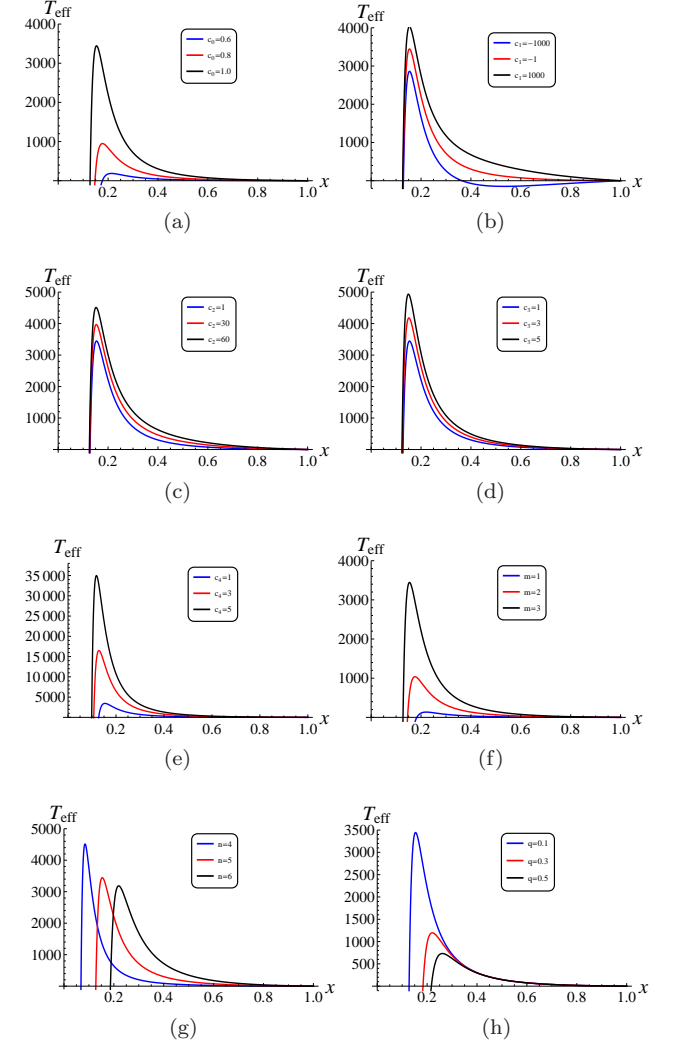 T_eff
4000
3000
2000
1000
0.2 0.4 0.6 0.8 1.0 x
c₀=0.6
c₀=0.8
c₀=1.0
(a)
T_eff
4000
3000
2000
1000
0.2 0.4 0.6 0.8 1.0 x
c₁=-1000
c₁=-1
c₁=1000
(b)
T_eff
5000
4000
3000
2000
1000
0.2 0.4 0.6 0.8 1.0 x
c₂=1
c₂=30
c₂=60
(c)
T_eff
5000
4000
3000
2000
1000
0.2 0.4 0.6 0.8 1.0 x
c₃=1
c₃=3
c₃=5
(d)
T_eff
35 000
30 000
25 000
20 000
15 000
10 000
5000
0.2 0.4 0.6 0.8 1.0 x
c₄=1
c₄=3
c₄=5
(e)
T_eff
4000
3000
2000
1000
0.2 0.4 0.6 0.8 1.0 x
m=1
m=2
m=3
(f)
T_eff
5000
4000
3000
2000
1000
0.2 0.4 0.6 0.8 1.0 x
n=4
n=5
n=6
(g)
T_eff
3500
3000
2500
2000
1500
1000
500
0.2 0.4 0.6 0.8 1.0 x
q=0.1
q=0.3
q=0.5
(h)